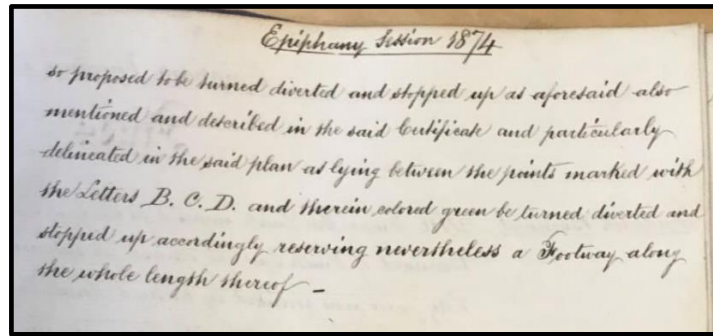 Epiphany Session 1874
so proposed to be turned diverted and stopped up as aforesaid also
mentioned and described in the said Certificate and particularly
delineated in the said plan as lying between the points marked with
the Letters B. C. D. and therein colored green be turned diverted and
stopped up accordingly reserving nevertheless a Footway along
the whole length thereof –